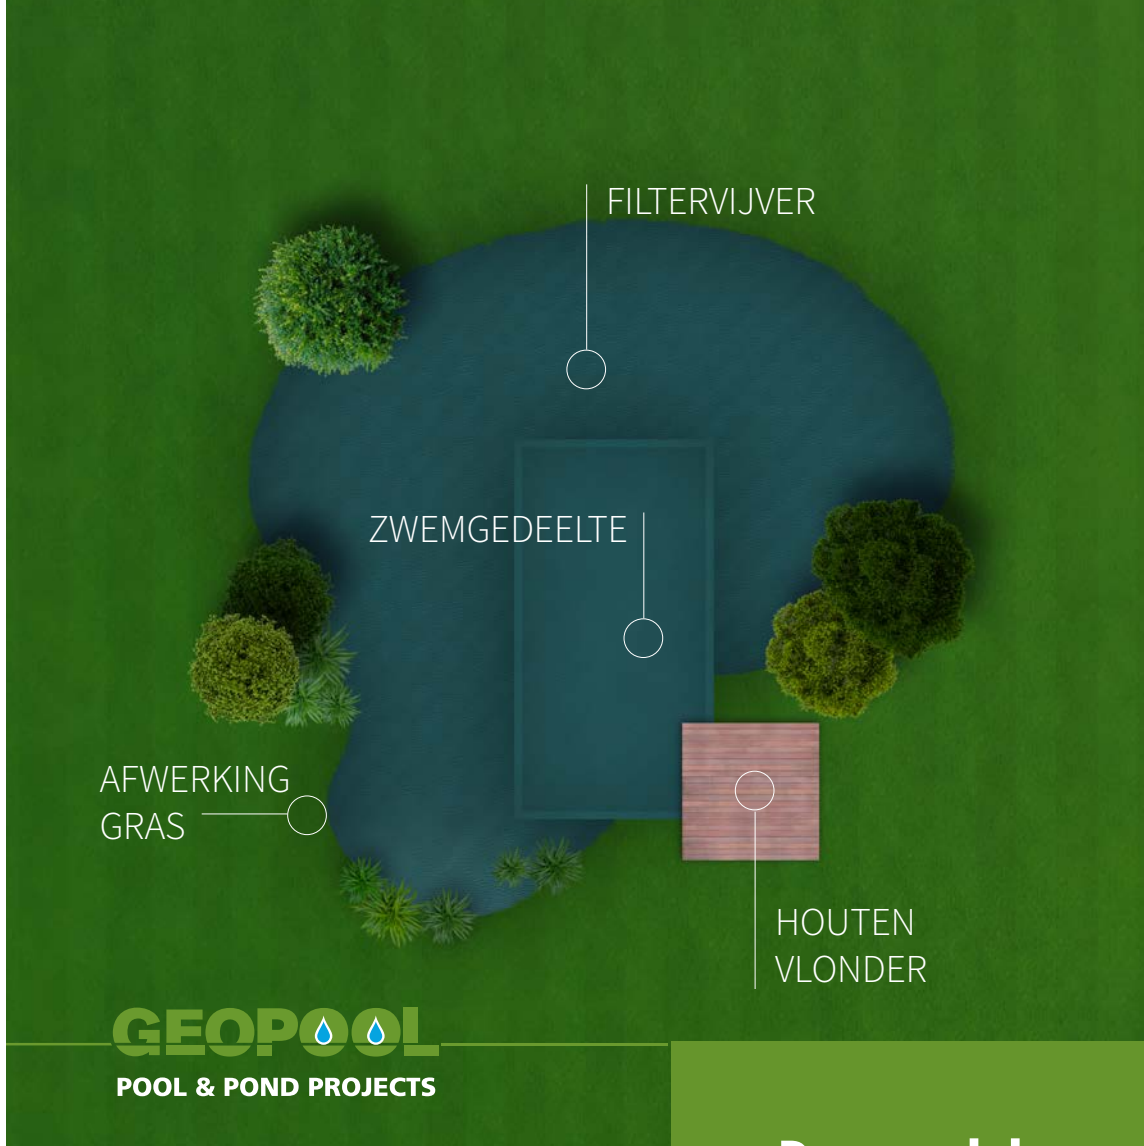 FILTERVIJVER
ZWEMGEDEELTE
AFWERKING
GRAS
HOUTEN
VLONDER
GEOPOOL
POOL & POND PROJECTS